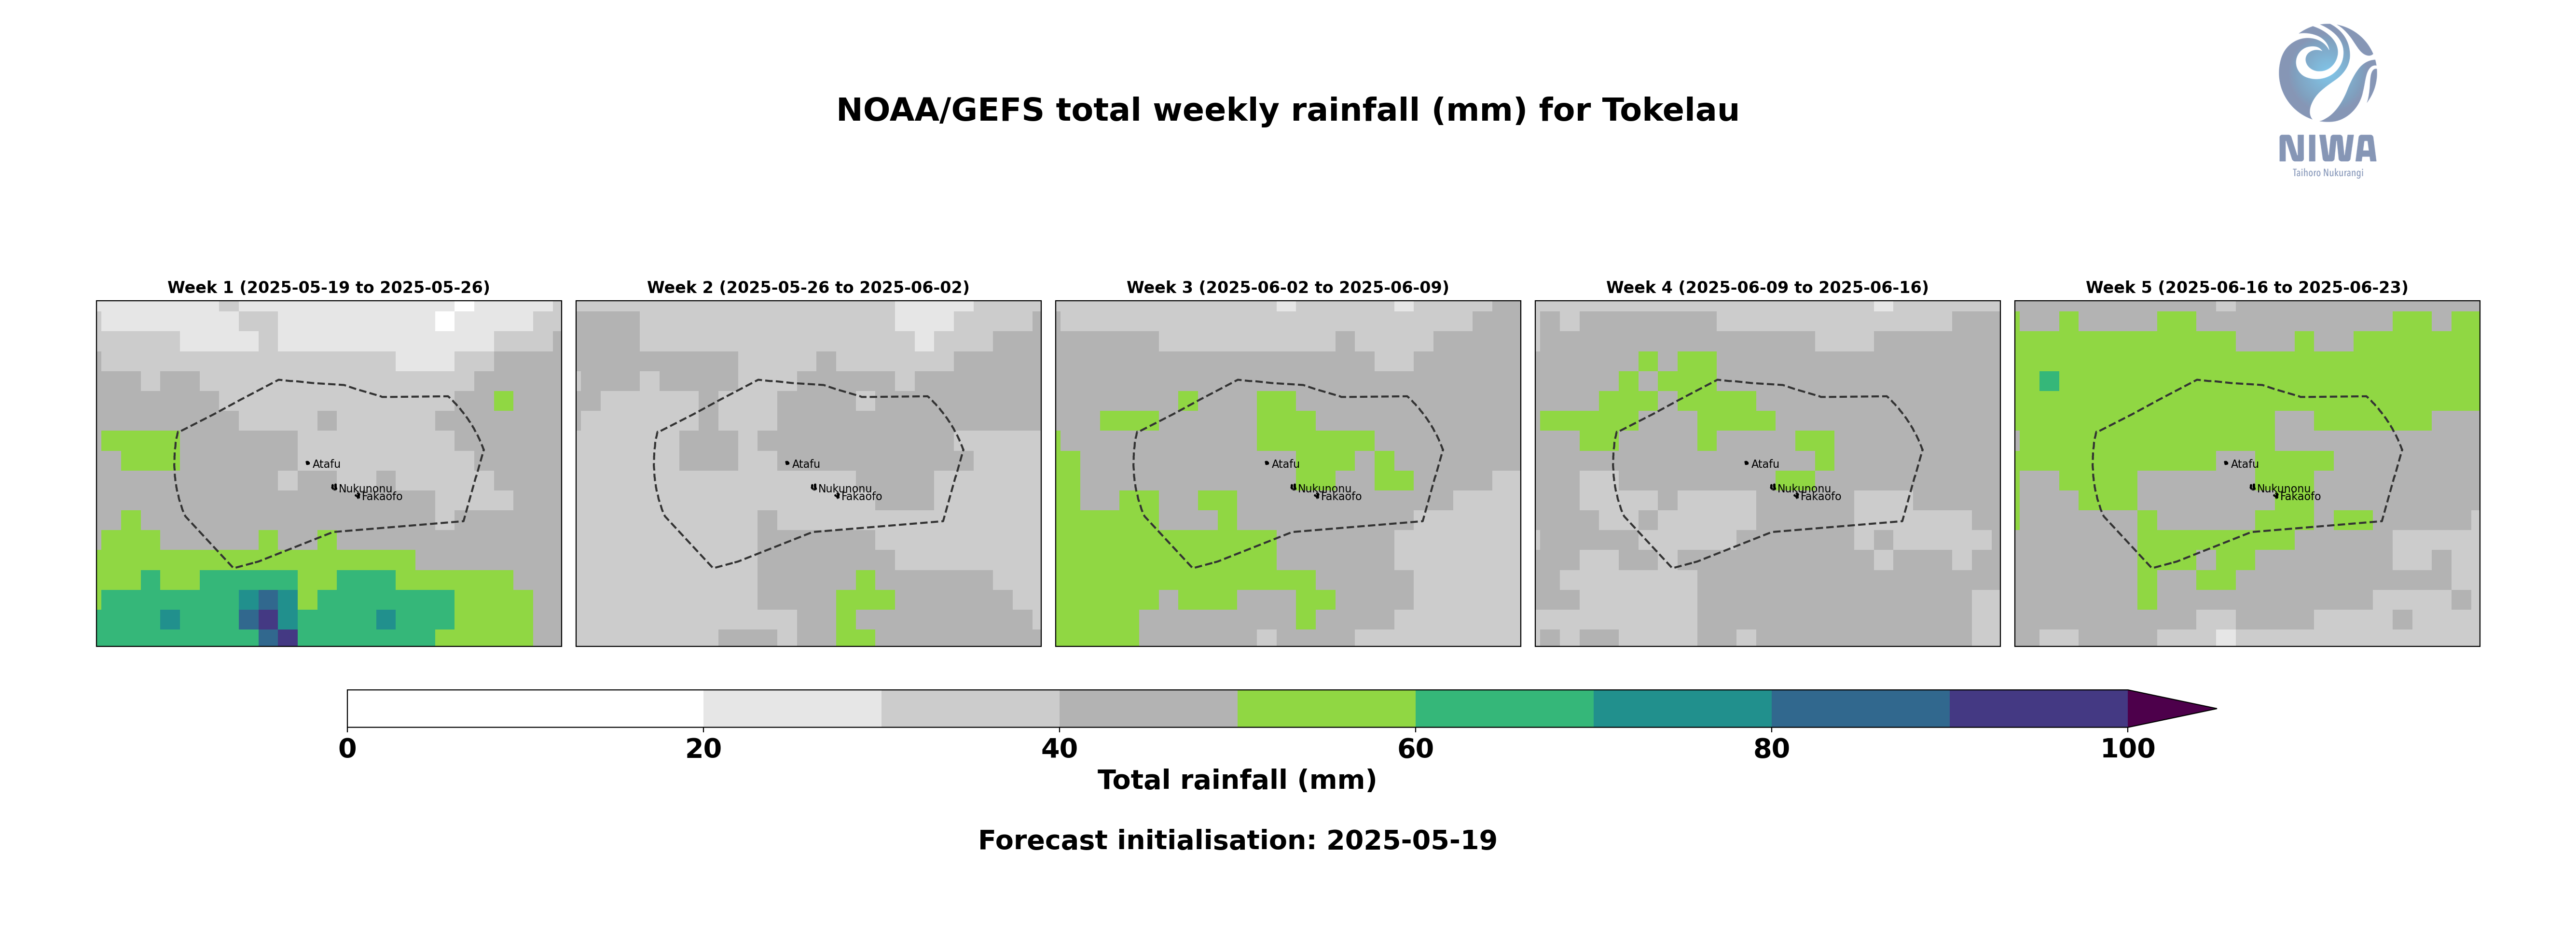 NOAA/GEFS total weekly rainfall (mm) for Tokelau
NIWA
Taihoro Nukurangi
Week 1 (2025-05-19 to 2025-05-26)
Week 2 (2025-05-26 to 2025-06-02)
Week 3 (2025-06-02 to 2025-06-09)
Week 4 (2025-06-09 to 2025-06-16)
Week 5 (2025-06-16 to 2025-06-23)
Atafu
Nukunonu
Fakaofo
Atafu
Nukunonu
Fakaofo
Atafu
Nukunonu
Fakaofo
Atafu
Nukunonu
Fakaofo
Atafu
Nukunonu
Fakaofo
0 20 40 60 80 100
Total rainfall (mm)
Forecast initialisation: 2025-05-19